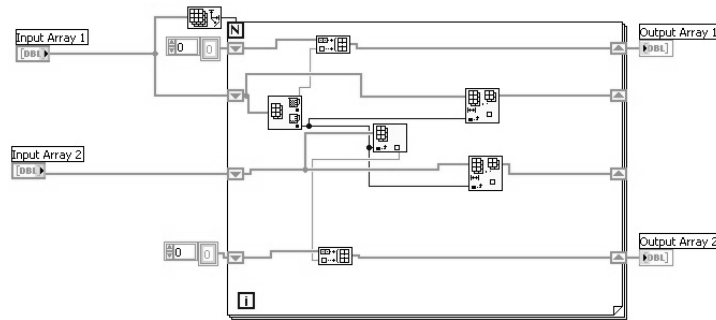 Input Array 1
[DBL]
0
0
N
Output Array 1
DBL]
Input Array 2
[DBL]
0
0
Output Array 2
DBL]
i